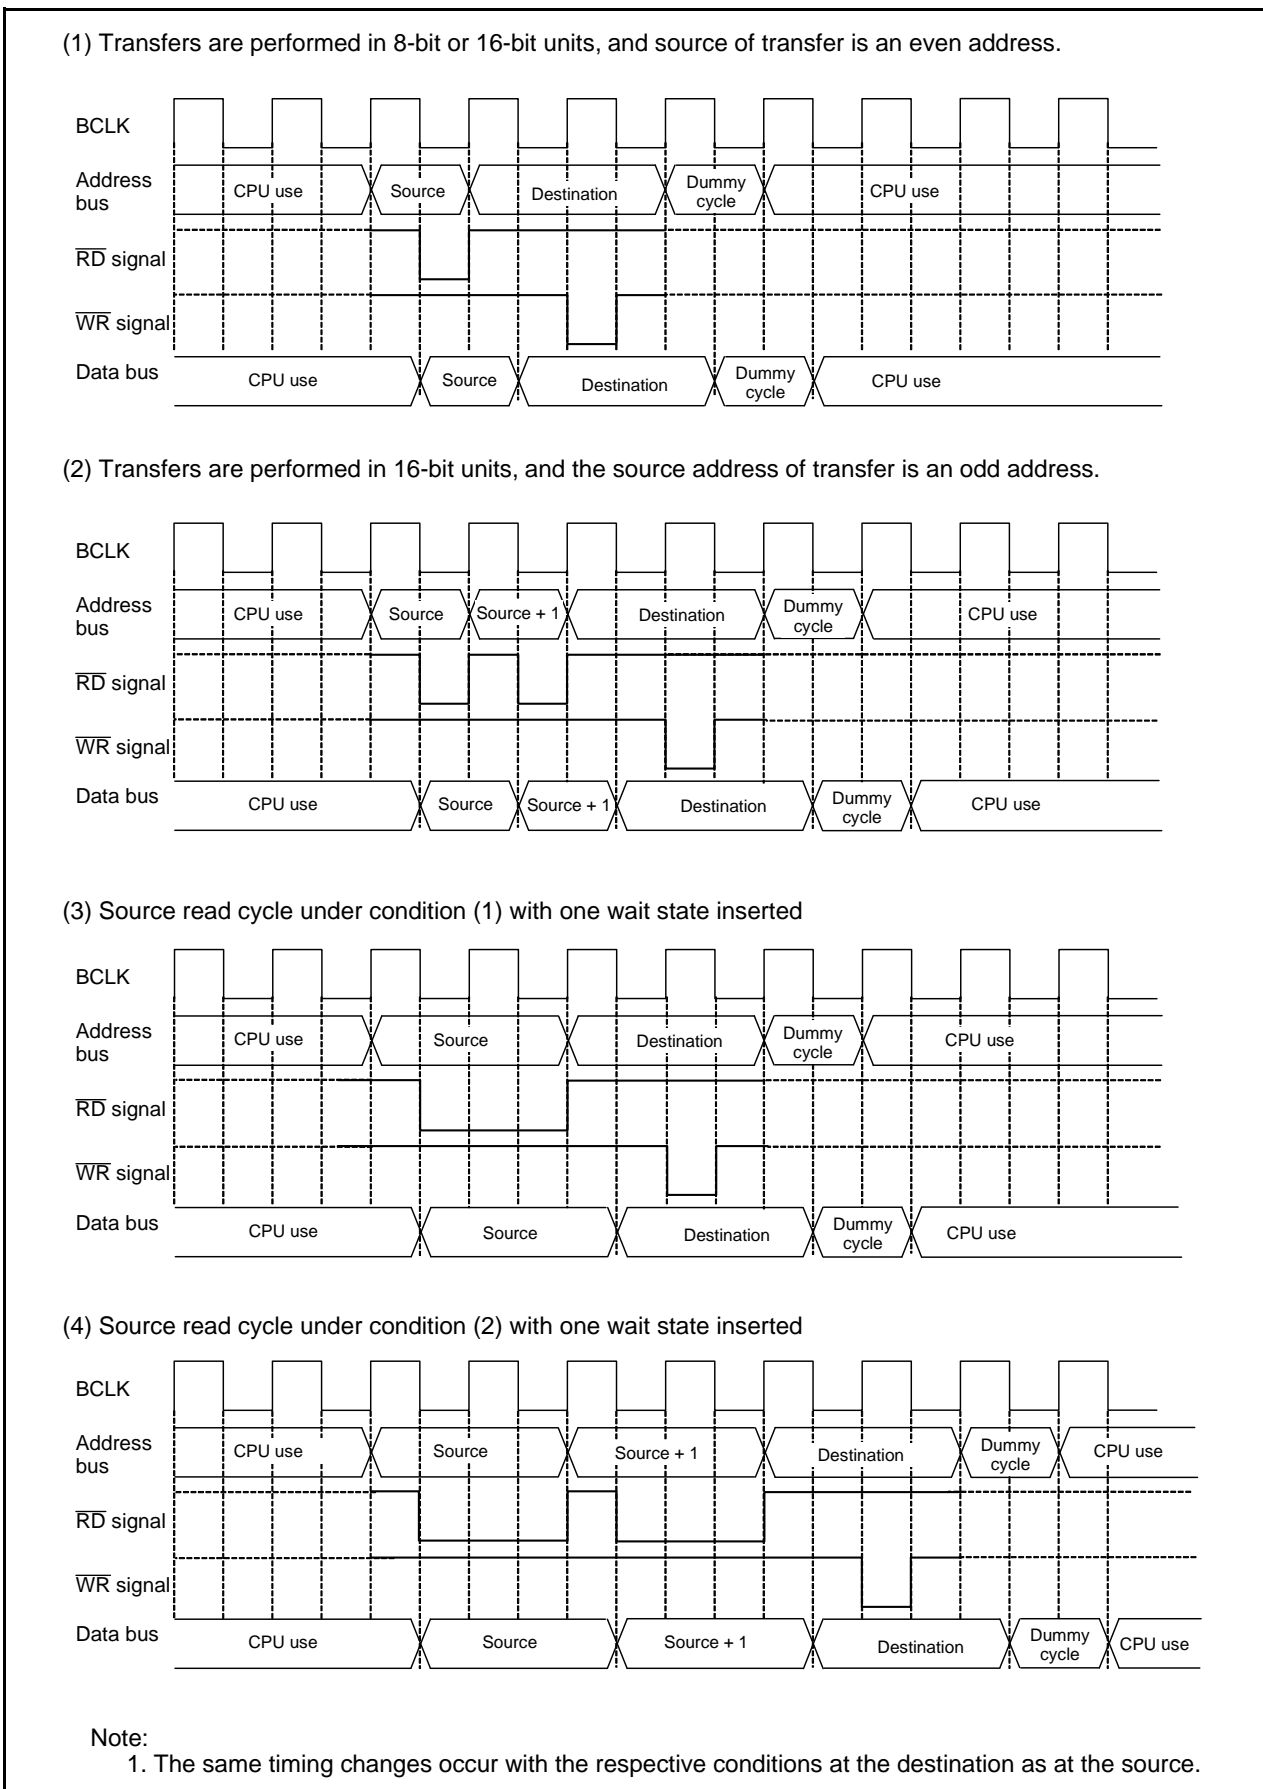 (1) Transfers are performed in 8-bit or 16-bit units, and source of transfer is an even address.
BCLK
Address bus
CPU use
Source
Destination
Dummy cycle
CPU use
RD signal
WR signal
Data bus
CPU use
Source
Destination
Dummy cycle
CPU use
(2) Transfers are performed in 16-bit units, and the source address of transfer is an odd address.
BCLK
Address bus
CPU use
Source
Source + 1
Destination
Dummy cycle
CPU use
RD signal
WR signal
Data bus
CPU use
Source
Source + 1
Destination
Dummy cycle
CPU use
(3) Source read cycle under condition (1) with one wait state inserted
BCLK
Address bus
CPU use
Source
Destination
Dummy cycle
CPU use
RD signal
WR signal
Data bus
CPU use
Source
Destination
Dummy cycle
CPU use
(4) Source read cycle under condition (2) with one wait state inserted
BCLK
Address bus
CPU use
Source
Source + 1
Destination
Dummy cycle
CPU use
RD signal
WR signal
Data bus
CPU use
Source
Source + 1
Destination
Dummy cycle
CPU use
Note:
1. The same timing changes occur with the respective conditions at the destination as at the source.